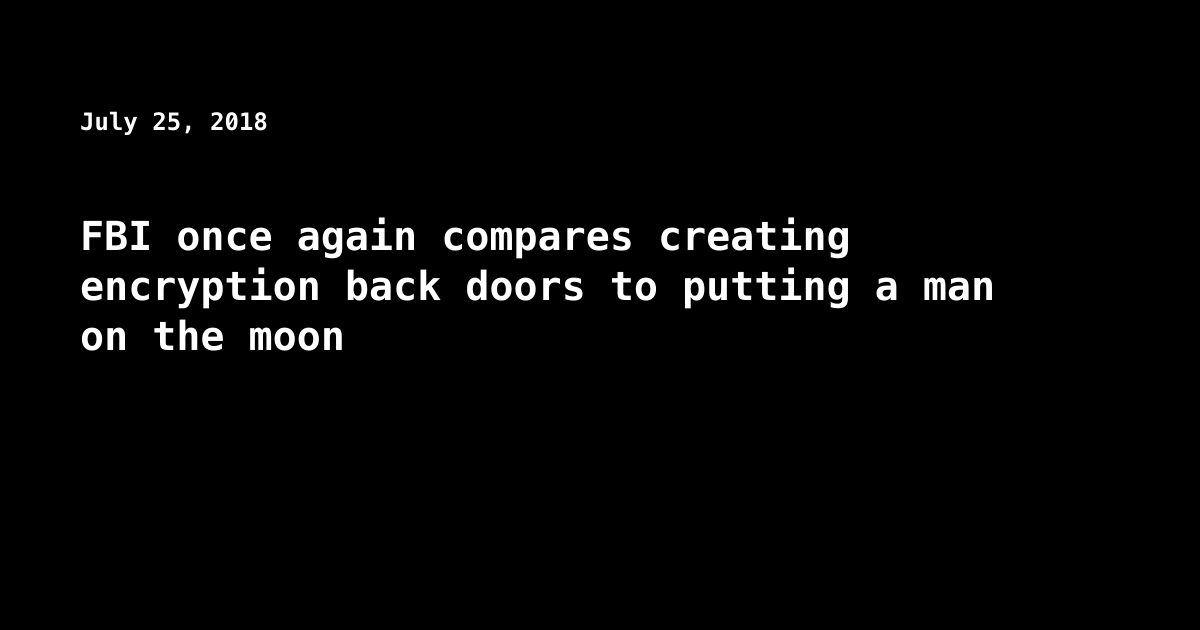 July 25, 2018
FBI once again compares creating
encryption back doors to putting a man
on the moon